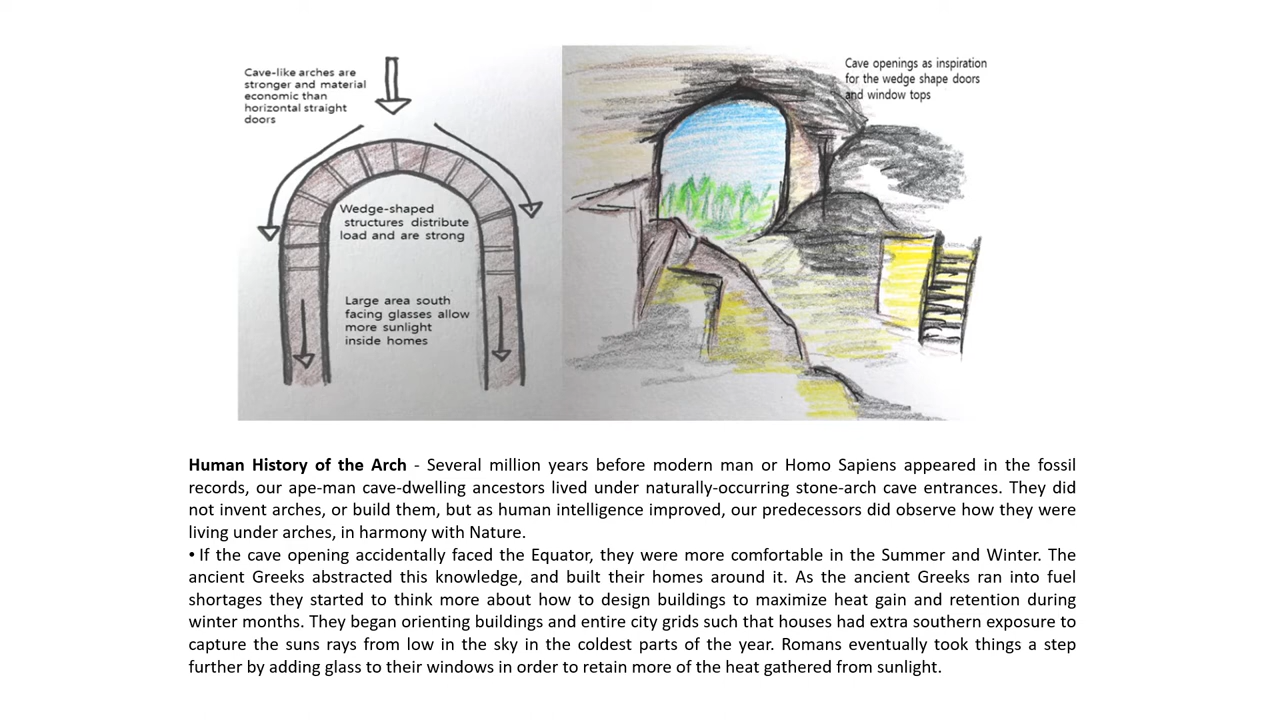 Cave-like arches are
stronger and material
economic than
horizontal straight
doors
Wedge-shaped
structures distribute
load and are strong
Large area south
facing glasses allow
more sunlight
inside homes
Cave openings as inspiration
for the wedge shape doors
and window tops
Human History of the Arch - Several million years before modern man or Homo Sapiens appeared in the fossil
records, our ape-man cave-dwelling ancestors lived under naturally-occurring stone-arch cave entrances. They did
not invent arches, or build them, but as human intelligence improved, our predecessors did observe how they were
living under arches, in harmony with Nature.
• If the cave opening accidentally faced the Equator, they were more comfortable in the Summer and Winter. The
ancient Greeks abstracted this knowledge, and built their homes around it. As the ancient Greeks ran into fuel
shortages they started to think more about how to design buildings to maximize heat gain and retention during
winter months. They began orienting buildings and entire city grids such that houses had extra southern exposure to
capture the suns rays from low in the sky in the coldest parts of the year. Romans eventually took things a step
further by adding glass to their windows in order to retain more of the heat gathered from sunlight.